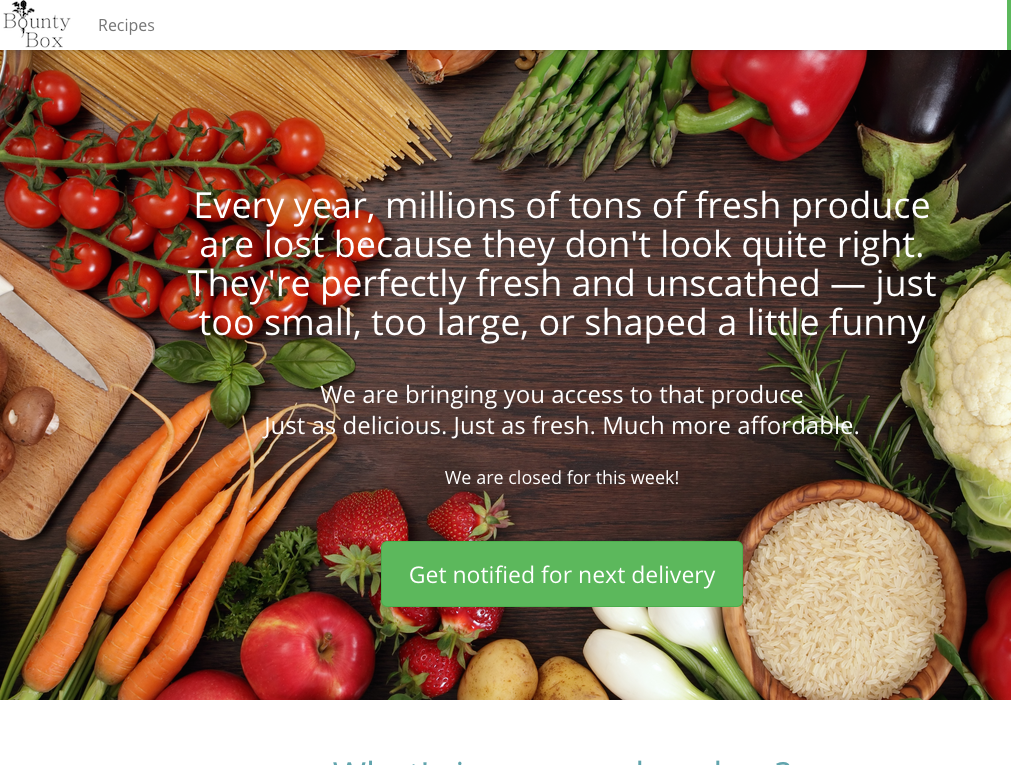 Bounty
Box
Recipes
Every year, millions of tons of fresh produce
are lost because they don't look quite right.
They're perfectly fresh and unscathed — just
too small, too large, or shaped a little funny
We are bringing you access to that produce
Just as delicious. Just as fresh. Much more affordable.
We are closed for this week!
Get notified for next delivery